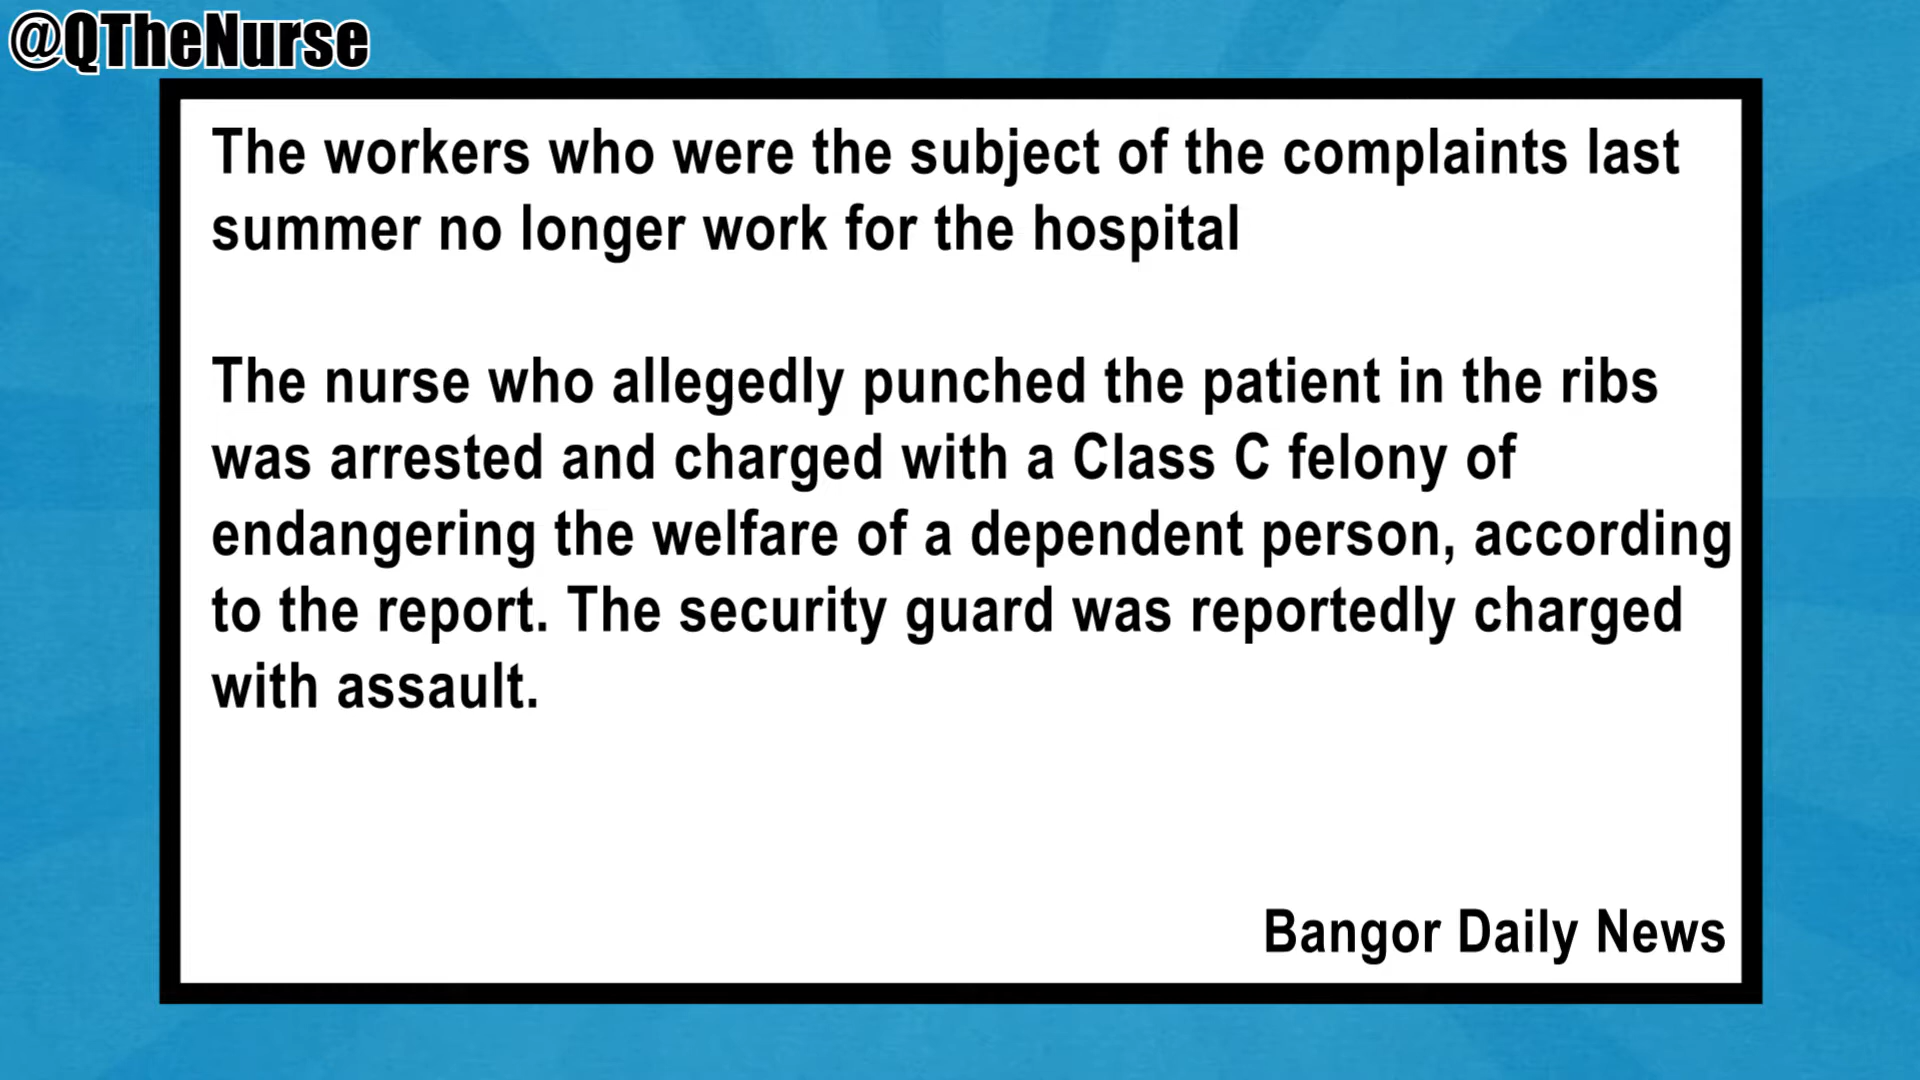 @QTheNurse
The workers who were the subject of the complaints last
summer no longer work for the hospital
The nurse who allegedly punched the patient in the ribs
was arrested and charged with a Class C felony of
endangering the welfare of a dependent person, according
to the report. The security guard was reportedly charged
with assault.
Bangor Daily News